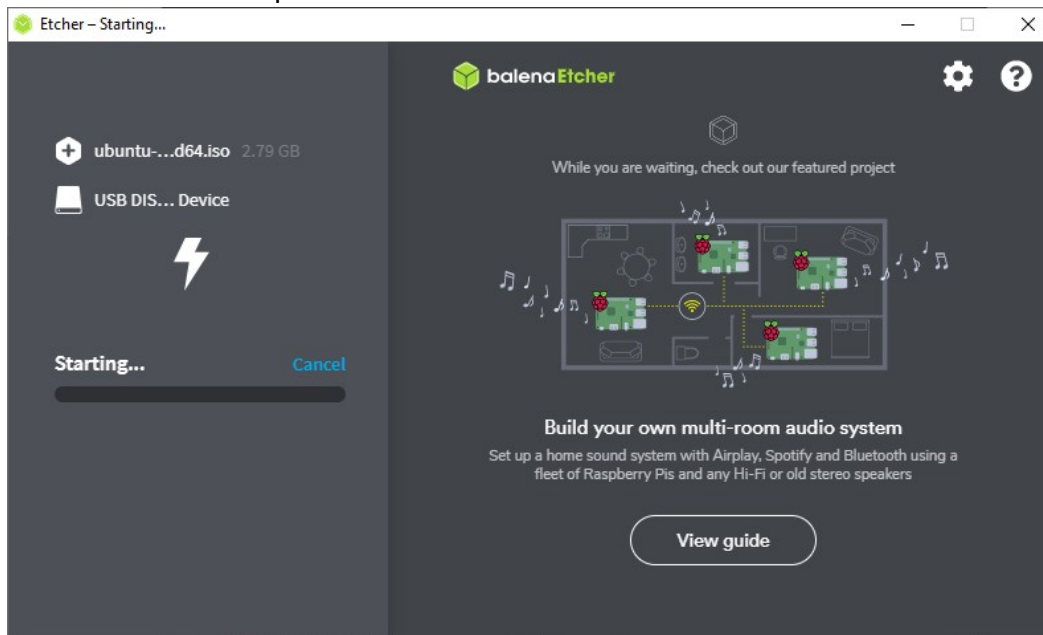 Etcher – Starting...
balenaEtcher
ubuntu-...d64.iso 2.79 GB
USB DIS... Device
Starting... Cancel
While you are waiting, check out our featured project
Build your own multi-room audio system
Set up a home sound system with Airplay, Spotify and Bluetooth using a
fleet of Raspberry Pis and any Hi-Fi or old stereo speakers
View guide